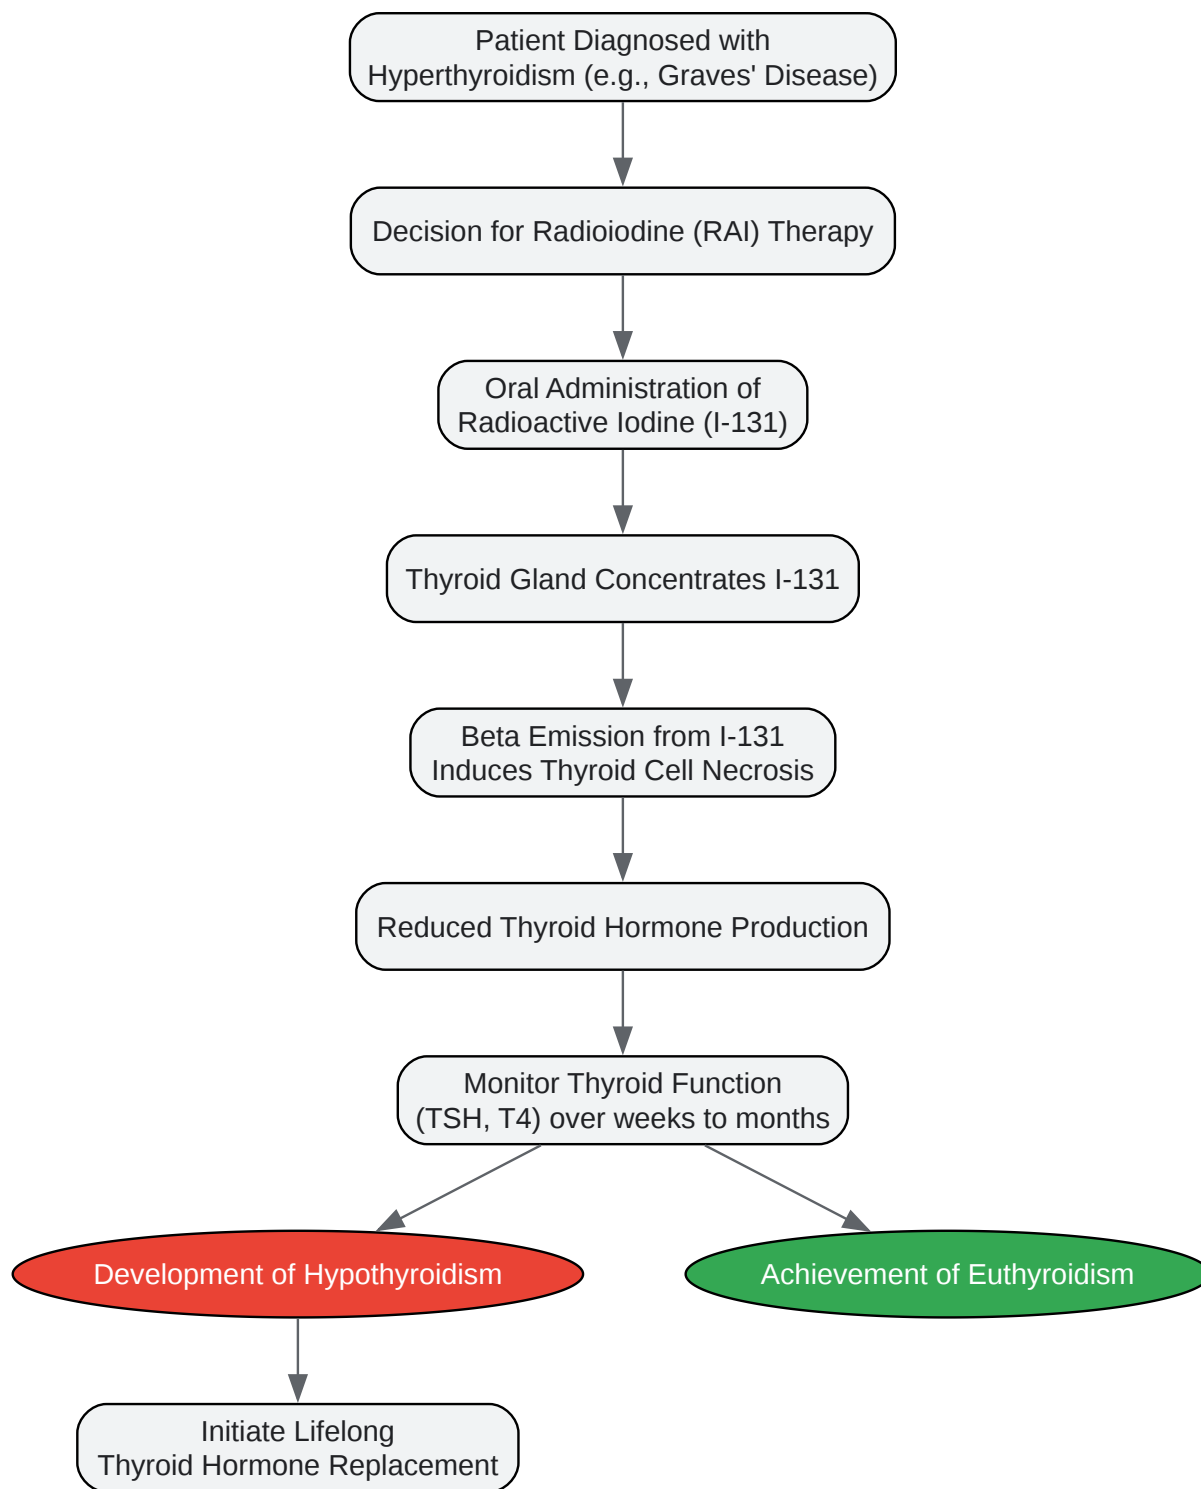 Patient Diagnosed with
Hyperthyroidism (e.g., Graves' Disease)
Decision for Radioiodine (RAI) Therapy
Oral Administration of
Radioactive Iodine (I-131)
Thyroid Gland Concentrates I-131
Beta Emission from I-131
Induces Thyroid Cell Necrosis
Reduced Thyroid Hormone Production
Monitor Thyroid Function
(TSH, T4) over weeks to months
Development of Hypothyroidism
Achievement of Euthyroidism
Initiate Lifelong
Thyroid Hormone Replacement